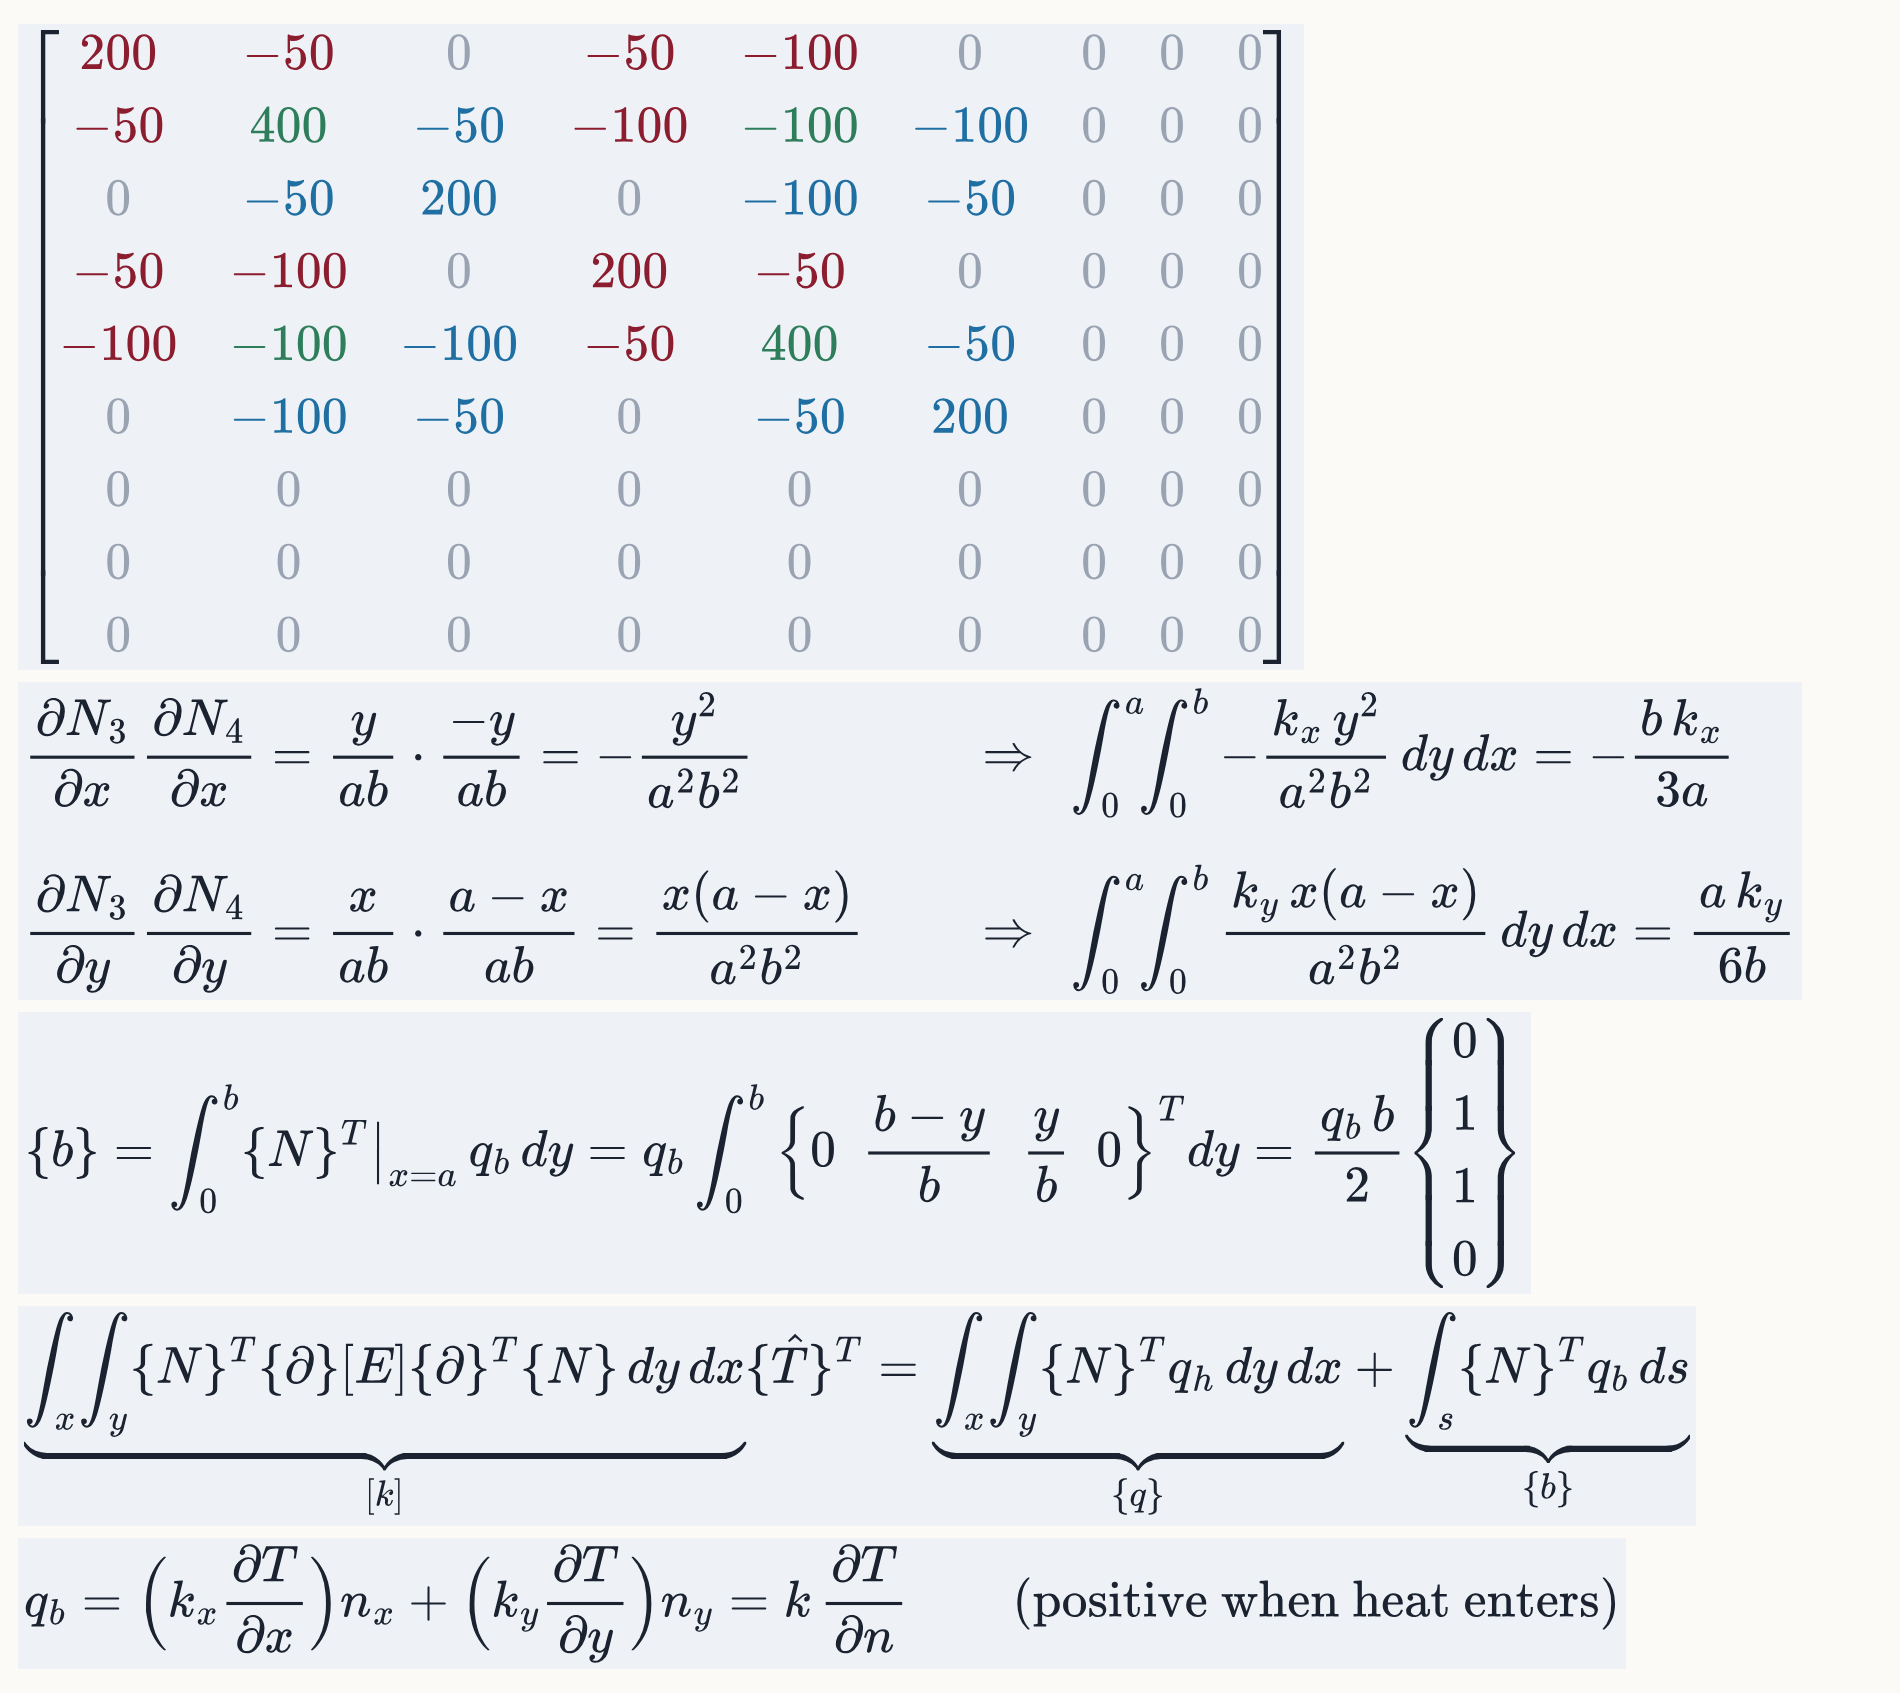 200 −50 0 −50 −100 0 0 0 0
−50 400 −50 −100 −100 −100 0 0 0
0 −50 200 0 −100 −50 0 0 0
−50 −100 0 200 −50 0 0 0 0
−100 −100 −100 −50 400 −50 0 0 0
0 −100 −50 0 −50 200 0 0 0
0 0 0 0 0 0 0 0 0
0 0 0 0 0 0 0 0 0
0 0 0 0 0 0 0 0 0
∂N₃/∂x ∂N₄/∂x = y/ab · −y/ab = − y²/a²b² ⇒ ∫₀ᵃ ∫₀ᵇ − kₓ y²/a²b² dy dx = − b kₓ/3a
∂N₃/∂y ∂N₄/∂y = x/ab · a − x/ab = x(a − x)/a²b² ⇒ ∫₀ᵃ ∫₀ᵇ k_y x(a − x)/a²b² dy dx = a k_y/6b
{b} = ∫₀ᵇ {N}ᵀ|ₓ₌ₐ q_b dy = q_b ∫₀ᵇ {0 b − y/b y/b 0}ᵀ dy = q_b b/2 {0 1 1 0}
∫ₓ ∫_y {N}ᵀ{∂}[E]{∂}ᵀ{N} dy dx{T̂}ᵀ = ∫ₓ ∫_y {N}ᵀq_h dy dx + ∫ₛ {N}ᵀq_b ds
[k] {q} {b}
q_b = (kₓ ∂T/∂x) nₓ + (k_y ∂T/∂y) n_y = k ∂T/∂n (positive when heat enters)